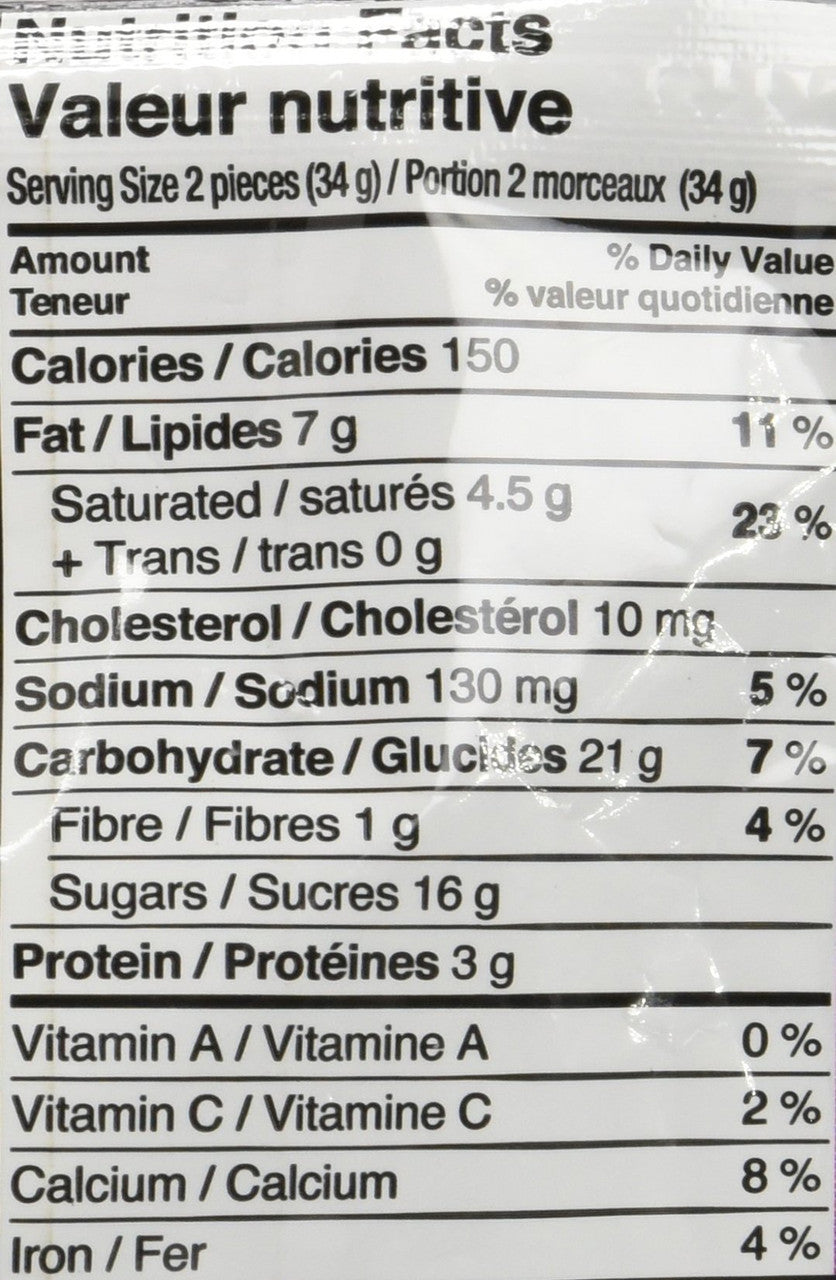 Nutrition Facts
Valeur nutritive
Serving Size 2 pieces (34 g) / Portion 2 morceaux (34 g)
Amount % Daily Value
Teneur % valeur quotidienne
Calories / Calories 150
Fat / Lipides 7 g 11 %
Saturated / saturés 4.5 g
+ Trans / trans 0 g 23 %
Cholesterol / Cholestérol 10 mg
Sodium / Sodium 130 mg 5 %
Carbohydrate / Glucides 21 g 7 %
Fibre / Fibres 1 g 4 %
Sugars / Sucres 16 g
Protein / Protéines 3 g
Vitamin A / Vitamine A 0 %
Vitamin C / Vitamine C 2 %
Calcium / Calcium 8 %
Iron / Fer 4 %